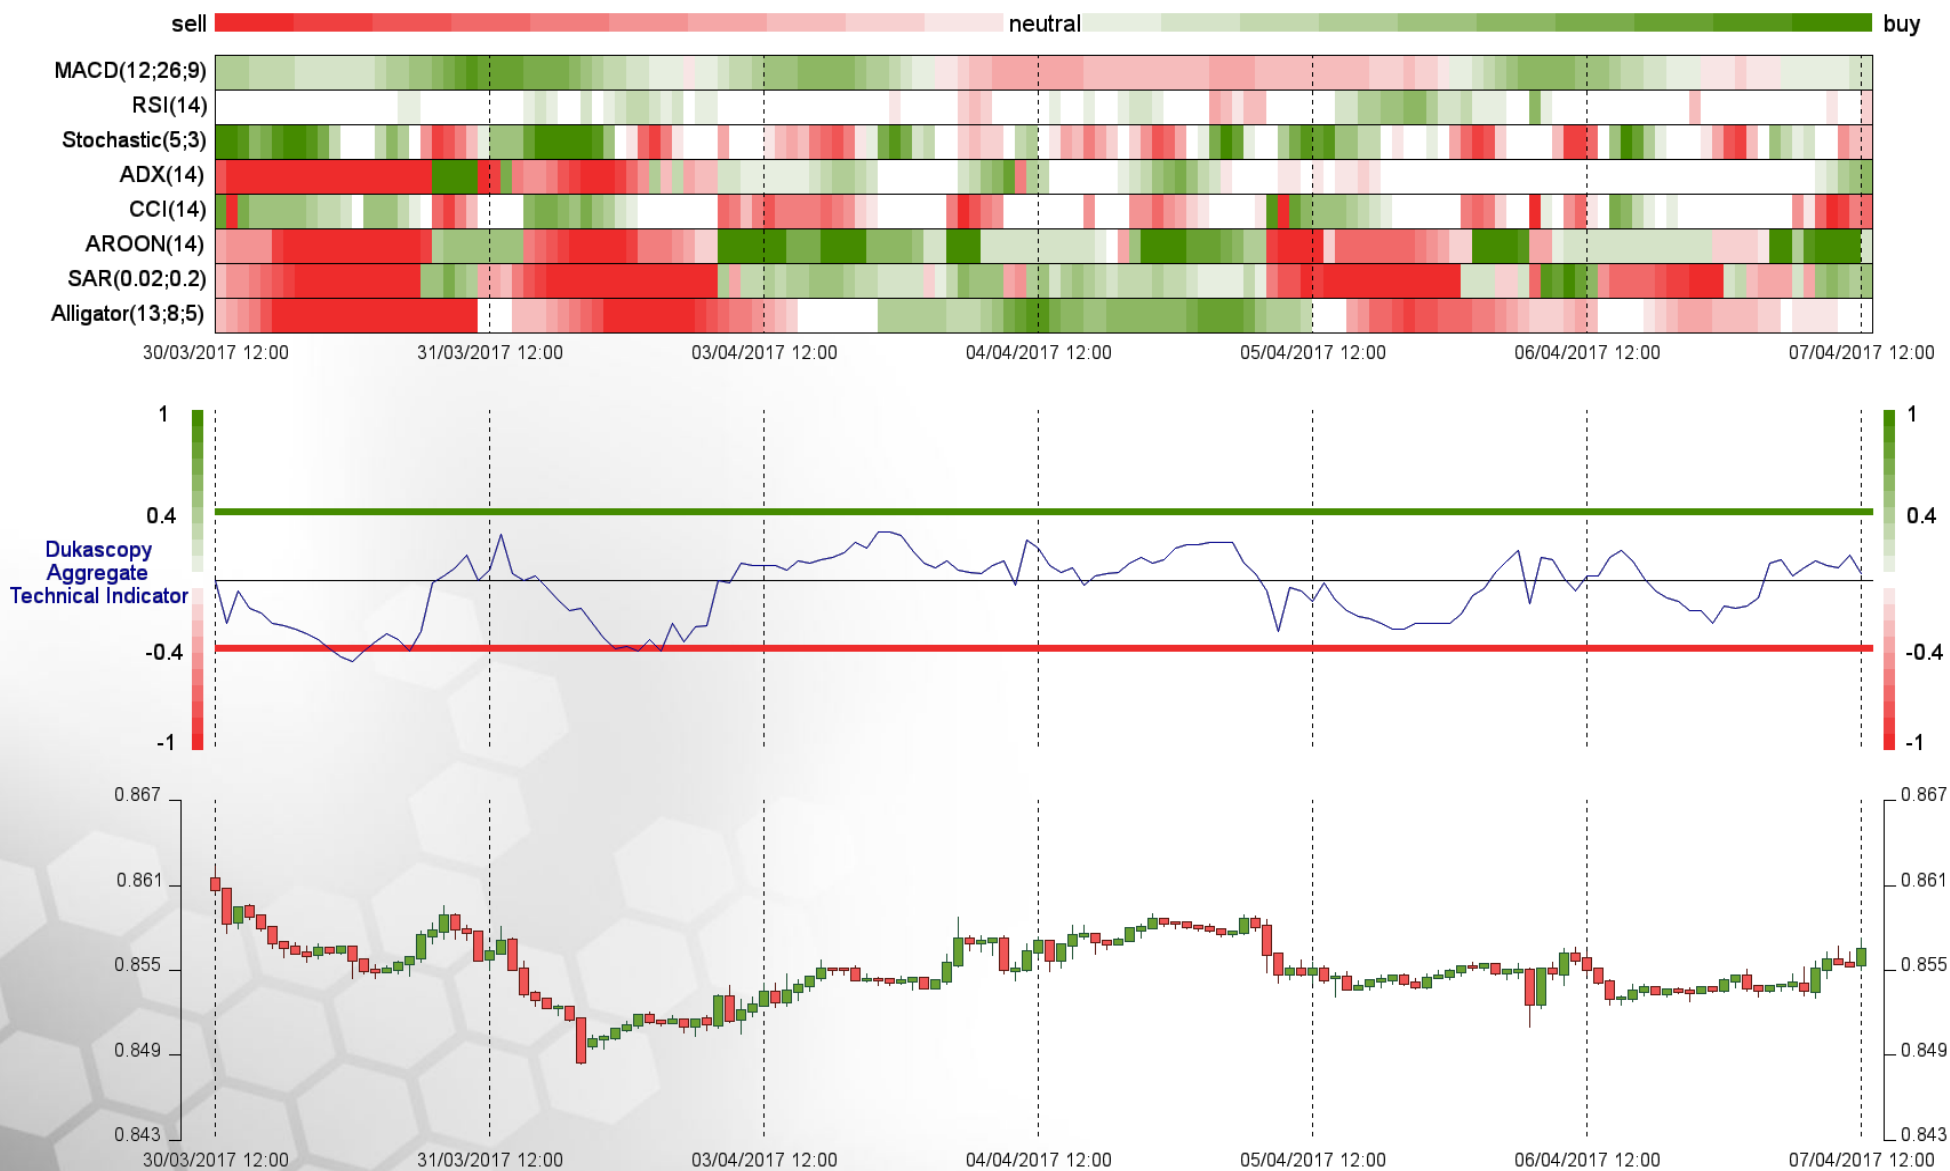 sell neutral buy
MACD(12;26;9)
RSI(14)
Stochastic(5;3)
ADX(14)
CCI(14)
AROON(14)
SAR(0.02;0.2)
Alligator(13;8;5)
30/03/2017 12:00 31/03/2017 12:00 03/04/2017 12:00 04/04/2017 12:00 05/04/2017 12:00 06/04/2017 12:00 07/04/2017 12:00
1 1
0.4 0.4
Dukascopy
Aggregate
Technical Indicator
-0.4 -0.4
-1 -1
0.867 0.867
0.861 0.861
0.855 0.855
0.849 0.849
0.843 0.843
30/03/2017 12:00 31/03/2017 12:00 03/04/2017 12:00 04/04/2017 12:00 05/04/2017 12:00 06/04/2017 12:00 07/04/2017 12:00